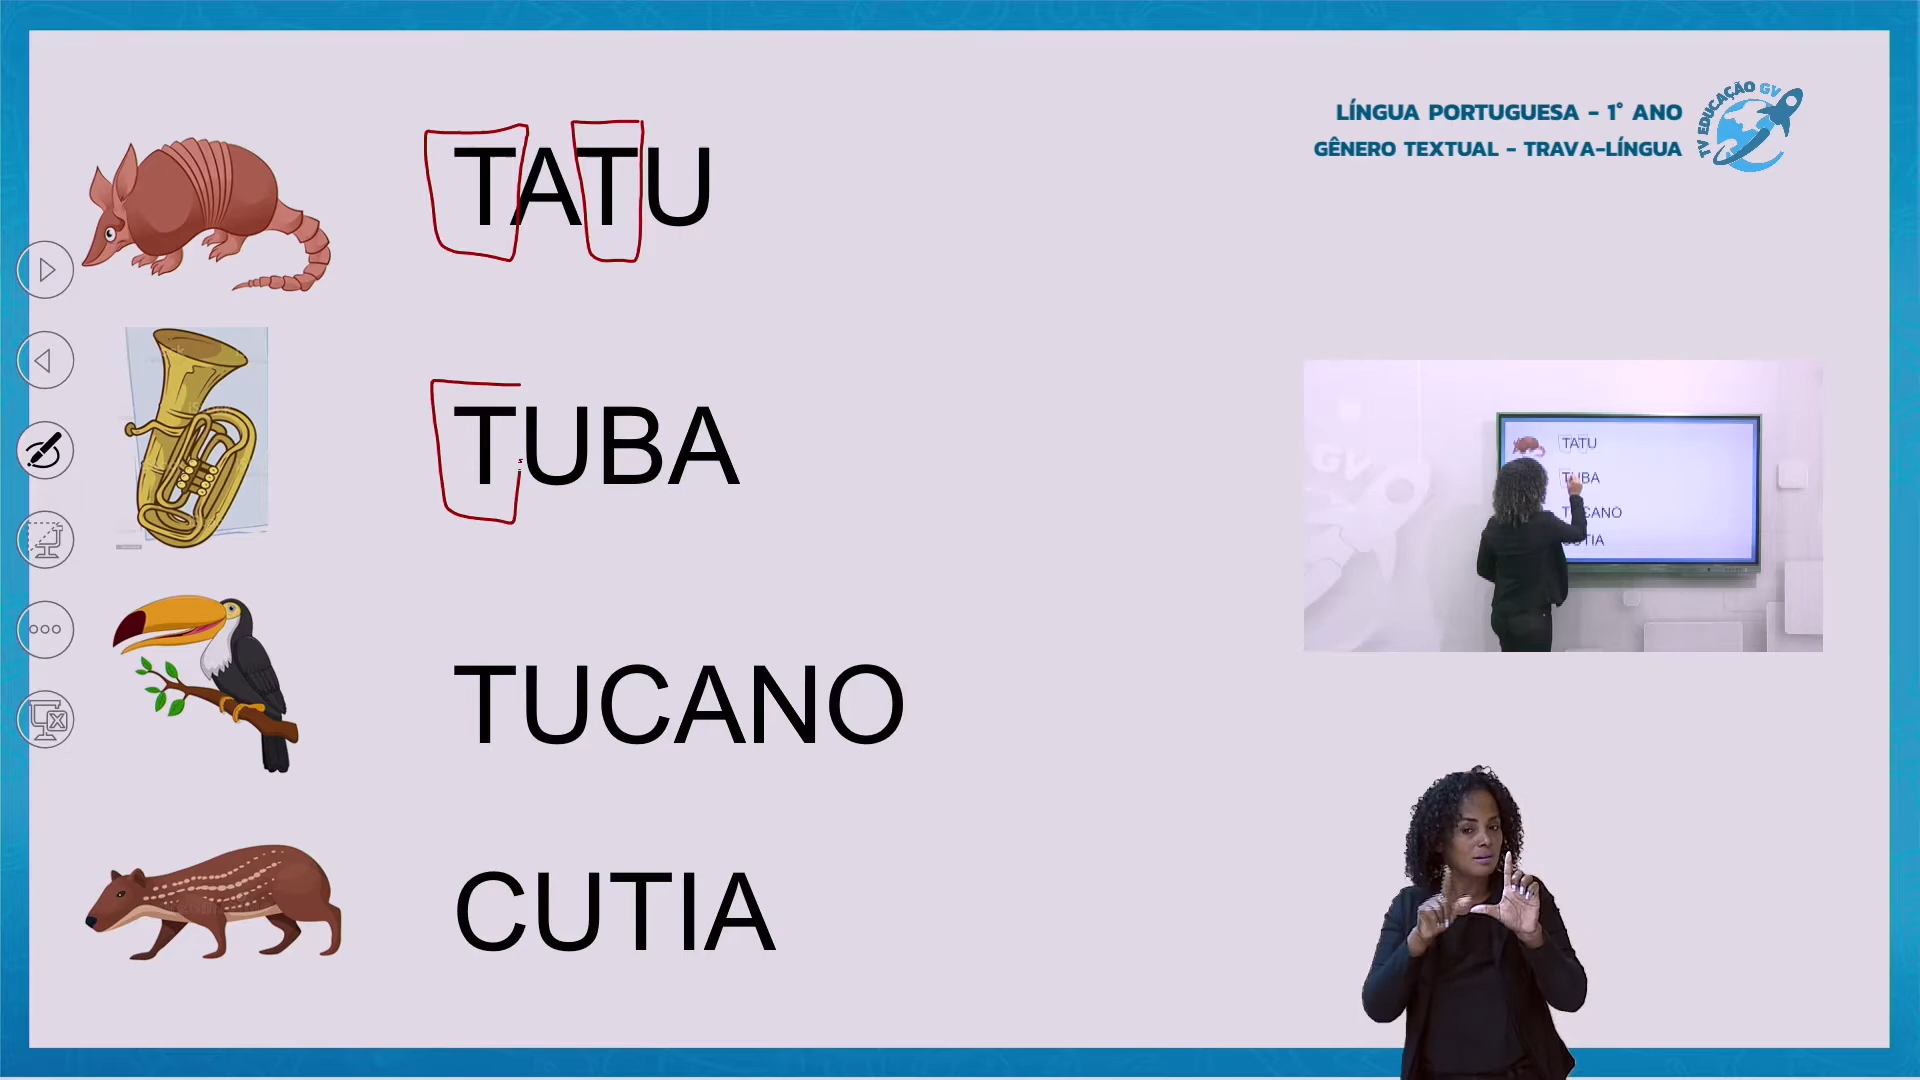 TATU
LÍNGUA PORTUGUESA - 1° ANO
GÊNERO TEXTUAL - TRAVA-LÍNGUA
TV EDUCAÇÃO GV
TUBA
TUCANO
CUTIA
TATU
TUBA
TUCANO
CUTIA
GV